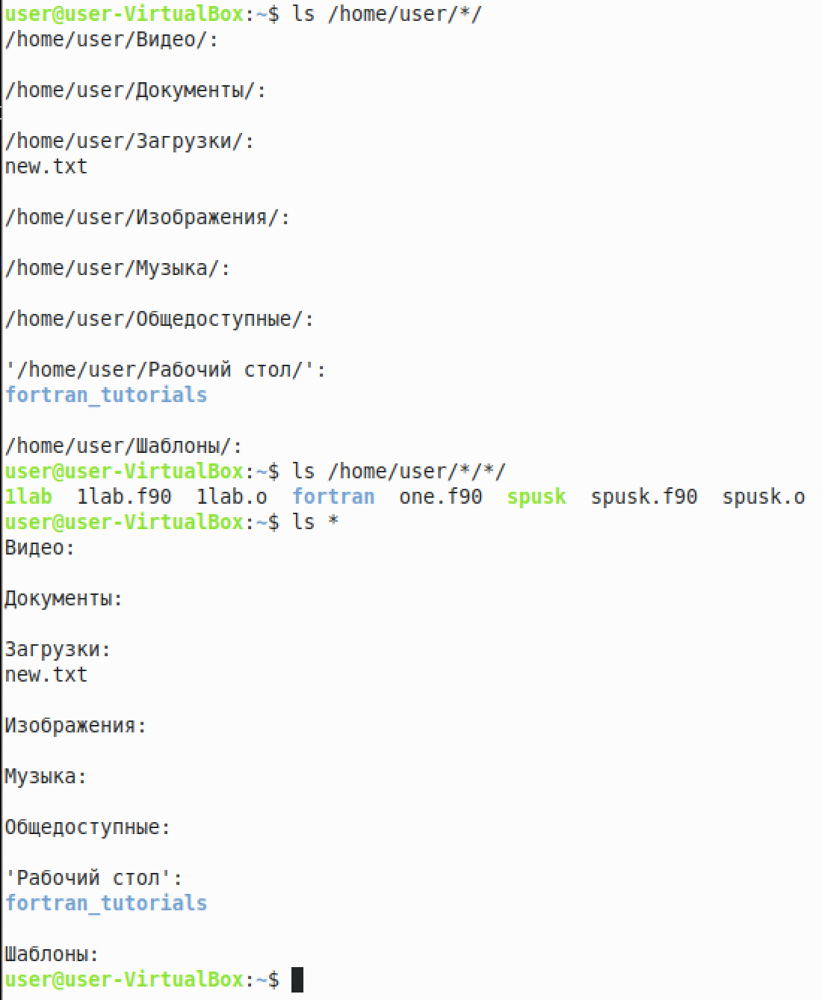 user@user-VirtualBox:~$ ls /home/user/*/
/home/user/Видео/:
/home/user/Документы/:
/home/user/Загрузки/:
new.txt
/home/user/Изображения/:
/home/user/Музыка/:
/home/user/Общедоступные/:
'/home/user/Рабочий стол/':
fortran_tutorials
/home/user/Шаблоны/:
user@user-VirtualBox:~$ ls /home/user/*/*/
1lab  1lab.f90  1lab.o  fortran  one.f90  spusk  spusk.f90  spusk.o
user@user-VirtualBox:~$ ls *
Видео:
Документы:
Загрузки:
new.txt
Изображения:
Музыка:
Общедоступные:
'Рабочий стол':
fortran_tutorials
Шаблоны:
user@user-VirtualBox:~$